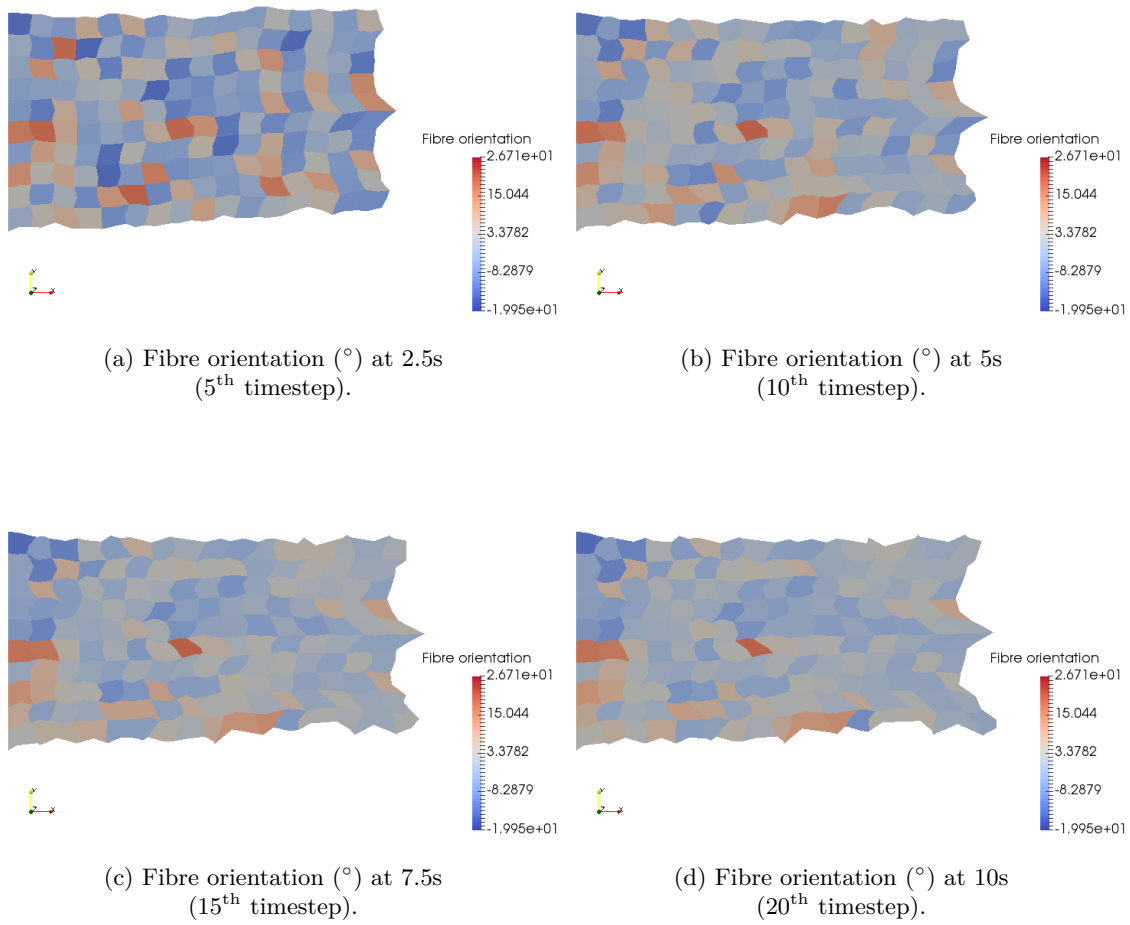 Fibre orientation
2.671e+01
15.044
3.3782
-8.2879
-1.995e+01
Y
Z
X
(a) Fibre orientation (°) at 2.5s
(5th timestep).
Fibre orientation
2.671e+01
15.044
3.3782
-8.2879
-1.995e+01
Y
Z
X
(b) Fibre orientation (°) at 5s
(10th timestep).
Fibre orientation
2.671e+01
15.044
3.3782
-8.2879
-1.995e+01
Y
Z
X
(c) Fibre orientation (°) at 7.5s
(15th timestep).
Fibre orientation
2.671e+01
15.044
3.3782
-8.2879
-1.995e+01
Y
Z
X
(d) Fibre orientation (°) at 10s
(20th timestep).